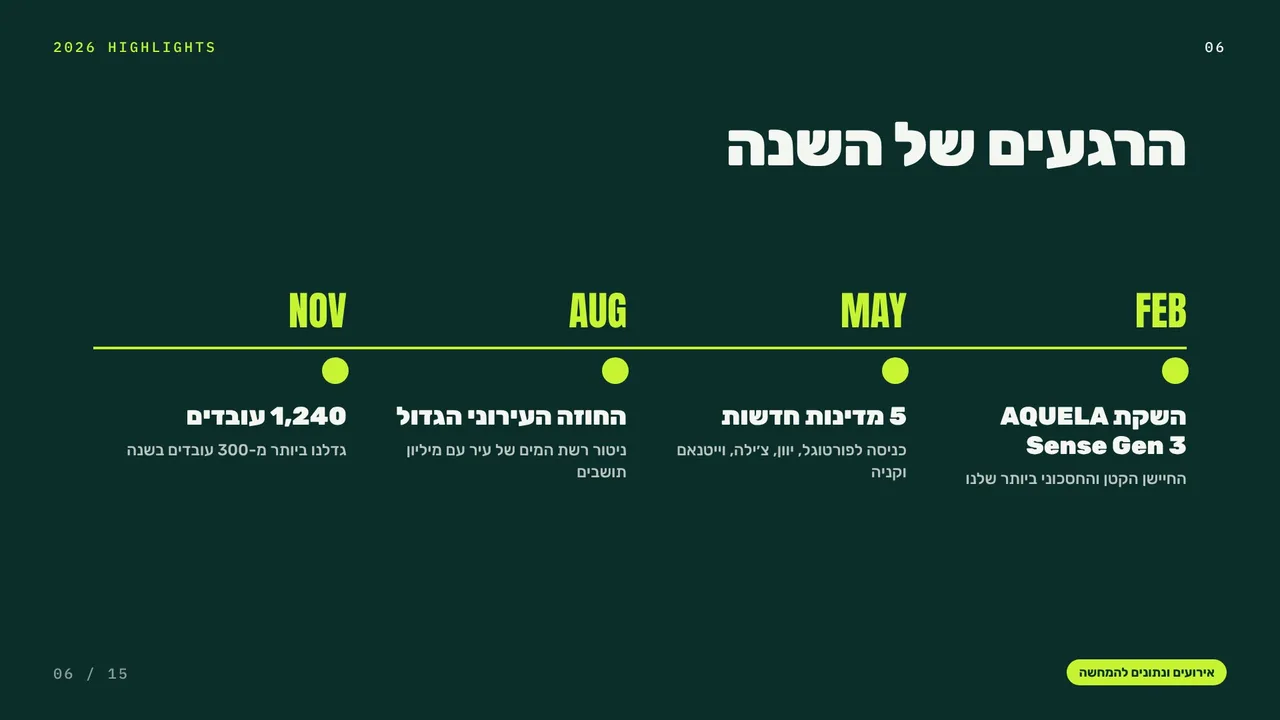 2026 HIGHLIGHTS
06
הרגעים של השנה
FEB
השקת AQUELA
Sense Gen 3
החיישן הקטן והחסכוני ביותר שלנו
MAY
5 מדינות חדשות
כניסה לפורטוגל, יוון, צ׳ילה, וייטנאם
וקניה
AUG
החוזה העירוני הגדול
ניטור רשת המים של עיר עם מיליון
תושבים
NOV
1,240 עובדים
גדלנו ביותר מ-300 עובדים בשנה
אירועים ונתונים להמחשה
06 / 15